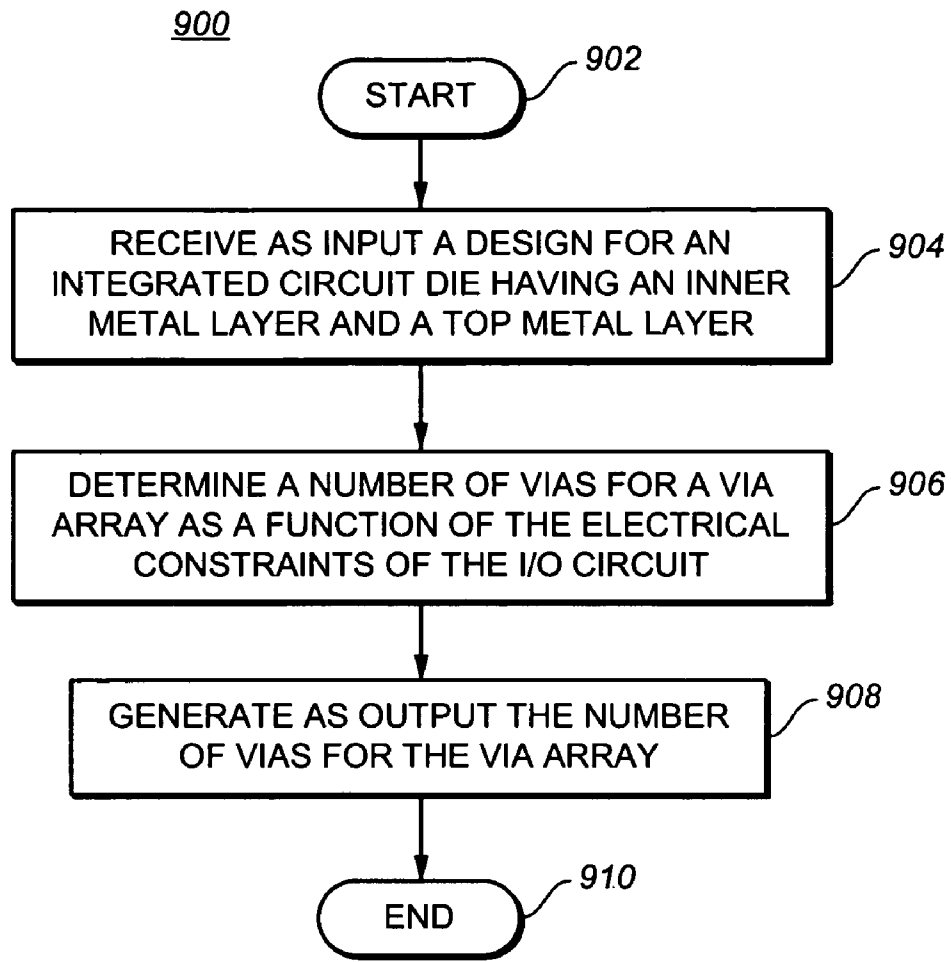 900
START
902
RECEIVE AS INPUT A DESIGN FOR AN
INTEGRATED CIRCUIT DIE HAVING AN INNER
METAL LAYER AND A TOP METAL LAYER
904
DETERMINE A NUMBER OF VIAS FOR A VIA
ARRAY AS A FUNCTION OF THE ELECTRICAL
CONSTRAINTS OF THE I/O CIRCUIT
906
GENERATE AS OUTPUT THE NUMBER
OF VIAS FOR THE VIA ARRAY
908
END
910